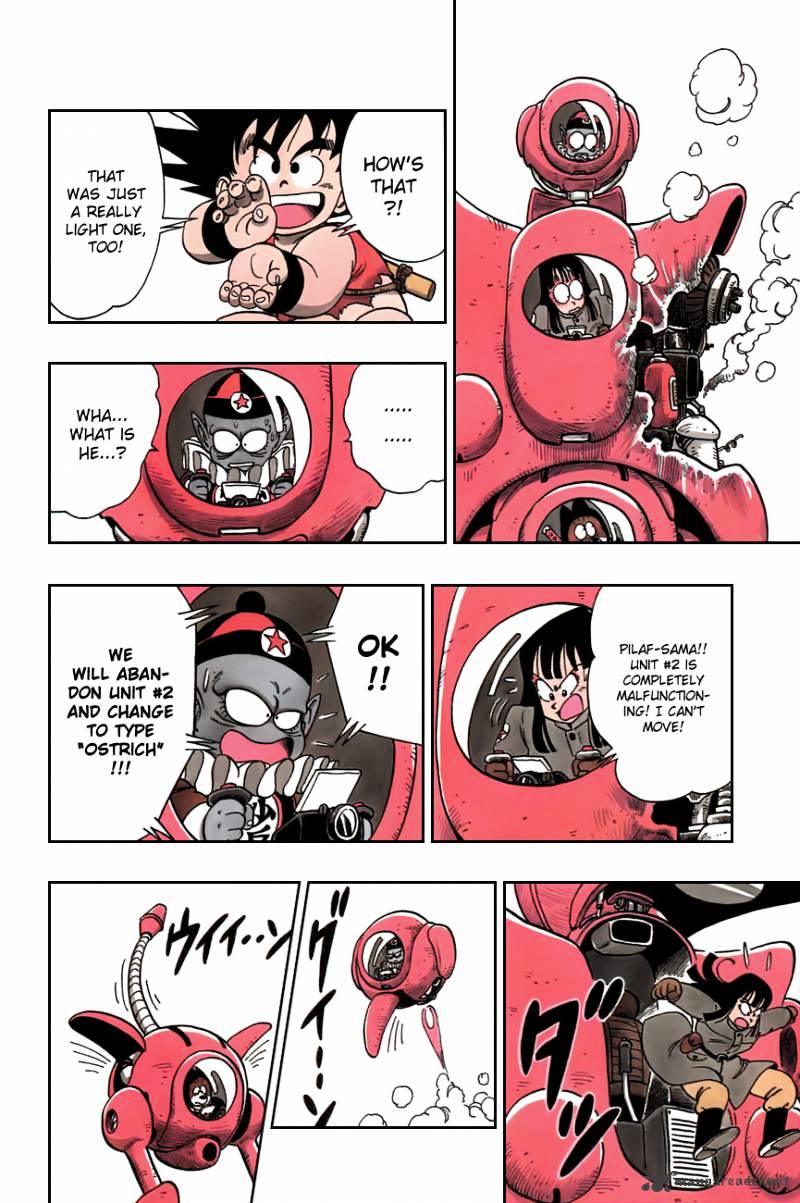 HOW'S
THAT
?!
THAT
WAS JUST
A REALLY
LIGHT ONE,
TOO!
......
......
WHA...
WHAT IS
HE...?
PILAF-SAMA!!
UNIT #2 IS
COMPLETELY
MALFUNCTION-
ING! I CAN'T
MOVE!
OK
!!
WE
WILL ABAN-
DON UNIT #2
AND CHANGE
TO TYPE
"OSTRICH"
!!!
ダッ
グイーン
ウイイ··ン